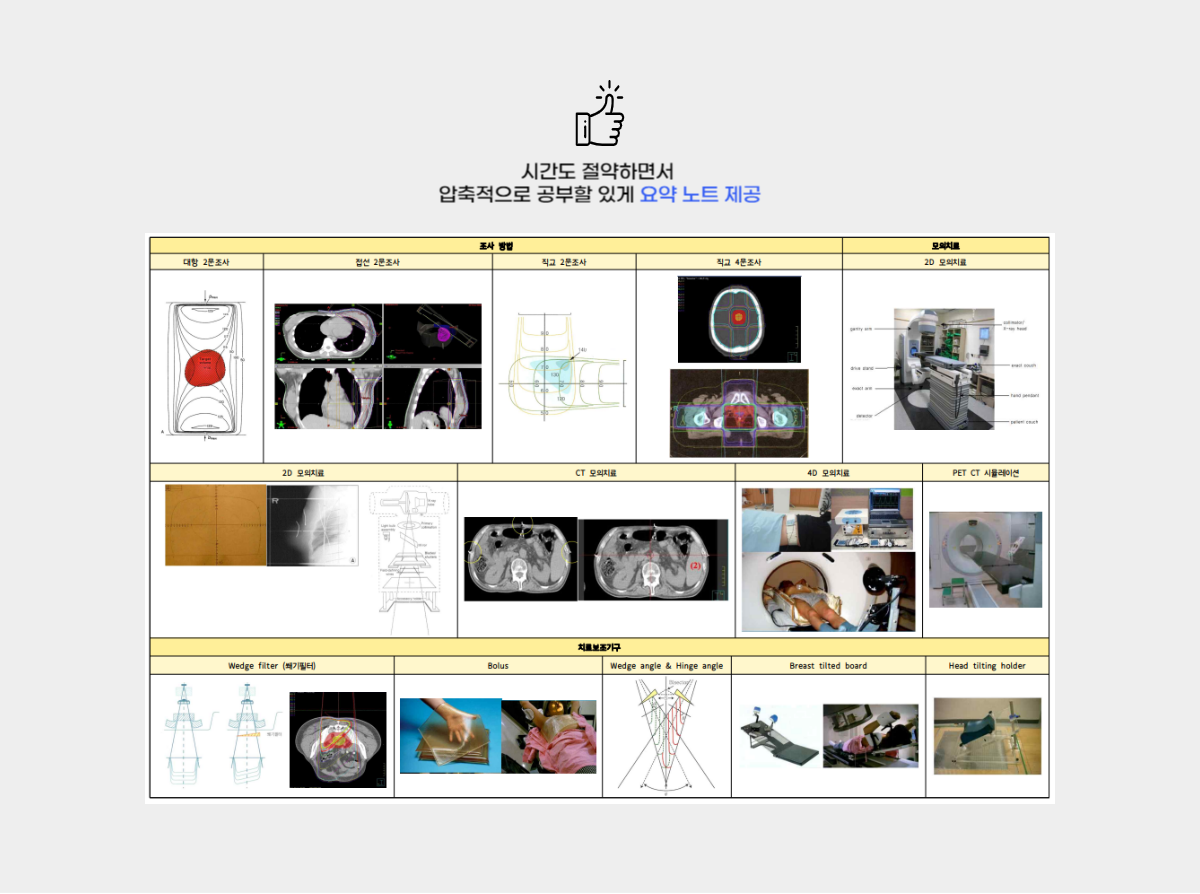 시간도 절약하면서
압축적으로 공부할 있게 요약 노트 제공
조사 방법
모의치료
대항 2문조사
접선 2문조사
직교 2문조사
직교 4문조사
2D 모의치료
gantry arm
collimator/
X-ray head
drive stand
exact couch
exact arm
hand pendant
detector
patient couch
2D 모의치료
CT 모의치료
4D 모의치료
PET CT 시뮬레이션
(2)
치료보조기구
Wedge filter (쐐기필터)
Bolus
Wedge angle & Hinge angle
Breast tilted board
Head tilting holder